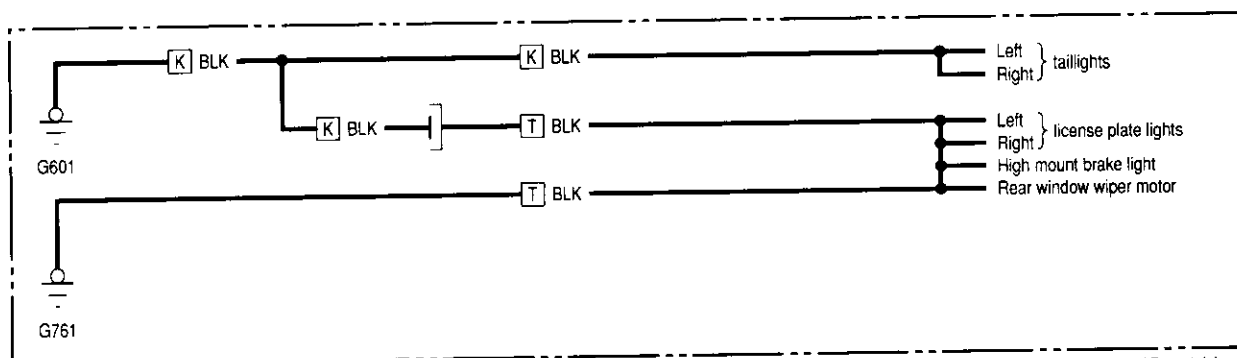 K BLK K BLK Left
Right } taillights
K BLK T BLK Left
Right } license plate lights
G601 High mount brake light
T BLK Rear window wiper motor
G761